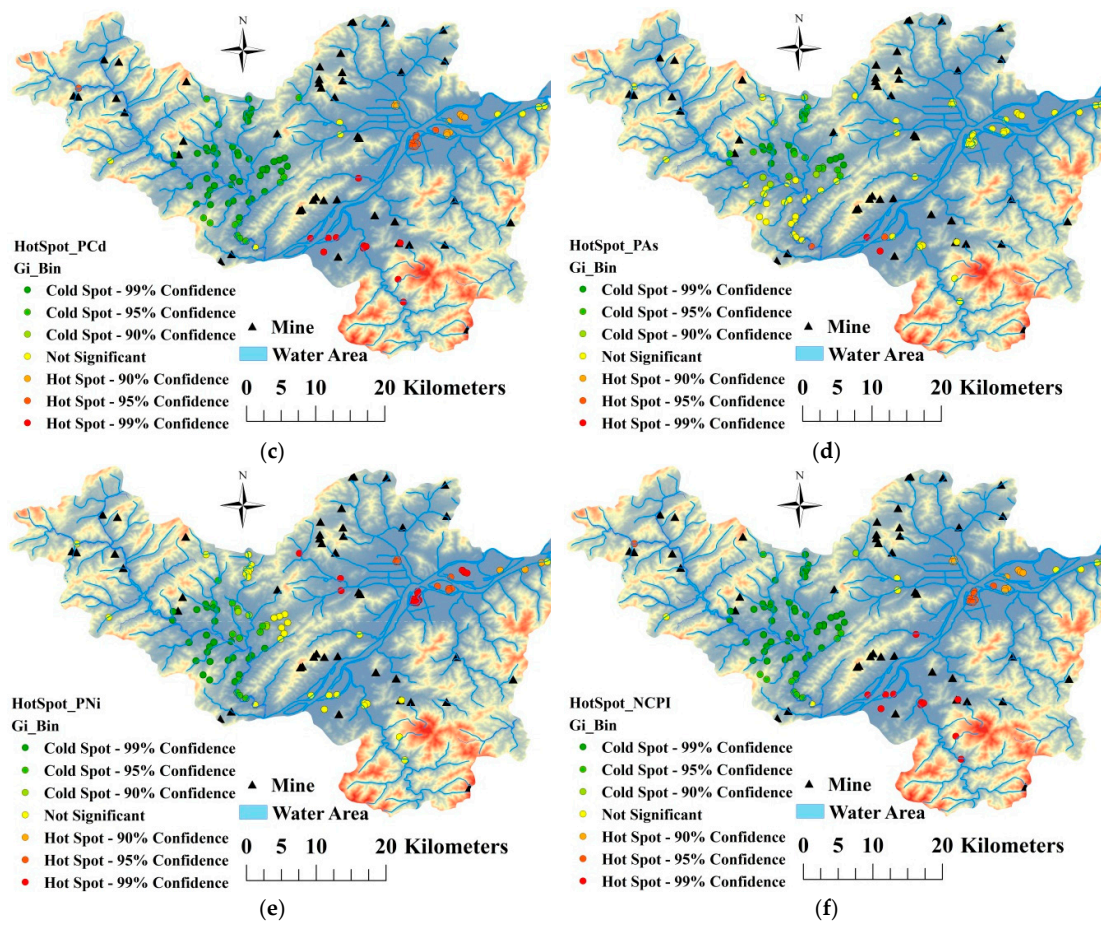 N
HotSpot_PCd
Gi_Bin
Cold Spot - 99% Confidence
Cold Spot - 95% Confidence
Cold Spot - 90% Confidence
Not Significant
Hot Spot - 90% Confidence
Hot Spot - 95% Confidence
Hot Spot - 99% Confidence
Mine
Water Area
0 5 10 20 Kilometers
(c)
N
HotSpot_PAs
Gi_Bin
Cold Spot - 99% Confidence
Cold Spot - 95% Confidence
Cold Spot - 90% Confidence
Not Significant
Hot Spot - 90% Confidence
Hot Spot - 95% Confidence
Hot Spot - 99% Confidence
Mine
Water Area
0 5 10 20 Kilometers
(d)
N
HotSpot_PNi
Gi_Bin
Cold Spot - 99% Confidence
Cold Spot - 95% Confidence
Cold Spot - 90% Confidence
Not Significant
Hot Spot - 90% Confidence
Hot Spot - 95% Confidence
Hot Spot - 99% Confidence
Mine
Water Area
0 5 10 20 Kilometers
(e)
N
HotSpot_NCPI
Gi_Bin
Cold Spot - 99% Confidence
Cold Spot - 95% Confidence
Cold Spot - 90% Confidence
Not Significant
Hot Spot - 90% Confidence
Hot Spot - 95% Confidence
Hot Spot - 99% Confidence
Mine
Water Area
0 5 10 20 Kilometers
(f)